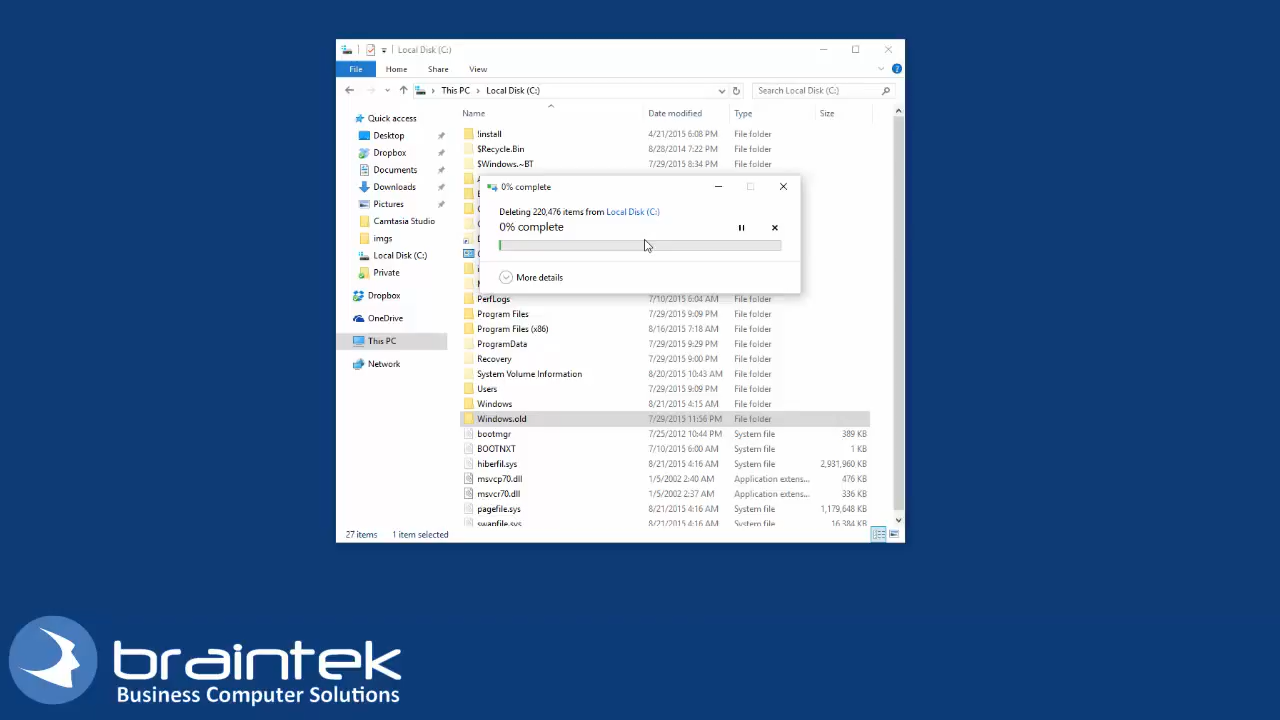 Local Disk (C:)
File Home Share View
This PC Local Disk (C:) Search Local Disk (C:)
Name Date modified Type Size
Quick access
Desktop
Dropbox
Documents
Downloads
Pictures
Camtasia Studio
imgs
Local Disk (C:)
Private
Dropbox
OneDrive
This PC
Network
!install 4/21/2015 6:08 PM File folder
$Recycle.Bin 8/28/2014 7:22 PM File folder
$Windows.~BT 7/29/2015 8:34 PM File folder
0% complete
Deleting 220,476 items from Local Disk (C:)
0% complete
More details
PerfLogs 7/10/2015 6:04 AM File folder
Program Files 7/29/2015 9:09 PM File folder
Program Files (x86) 8/16/2015 7:18 AM File folder
ProgramData 7/29/2015 9:29 PM File folder
Recovery 7/29/2015 9:00 PM File folder
System Volume Information 8/20/2015 10:43 AM File folder
Users 7/29/2015 9:09 PM File folder
Windows 8/21/2015 4:15 AM File folder
Windows.old 7/29/2015 11:56 PM File folder
bootmgr 7/25/2012 10:44 PM System file 389 KB
BOOTNXT 7/10/2015 6:00 AM System file 1 KB
hiberfil.sys 8/21/2015 4:16 AM System file 2,931,960 KB
msvcp70.dll 1/5/2002 2:40 AM Application extens... 476 KB
msvcr70.dll 1/5/2002 2:37 AM Application extens... 336 KB
pagefile.sys 8/21/2015 4:16 AM System file 1,179,648 KB
swapfile.sys 8/21/2015 4:16 AM System file 16,384 KB
27 items 1 item selected
braintek
Business Computer Solutions